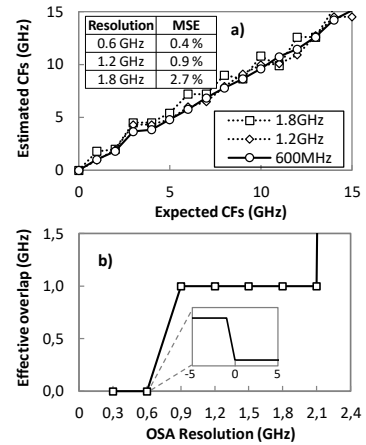 Resolution MSE
0.6 GHz 0.4 %
1.2 GHz 0.9 %
1.8 GHz 2.7 %
a)
15
10
5
0
Estimated CFs (GHz)
1.8GHz
1.2GHz
600MHz
0 5 10 15
Expected CFs (GHz)
b)
1,5
1,0
0,5
0,0
Effective overlap (GHz)
-5 0 5
0 0,3 0,6 0,9 1,2 1,5 1,8 2,1 2,4
OSA Resolution (GHz)